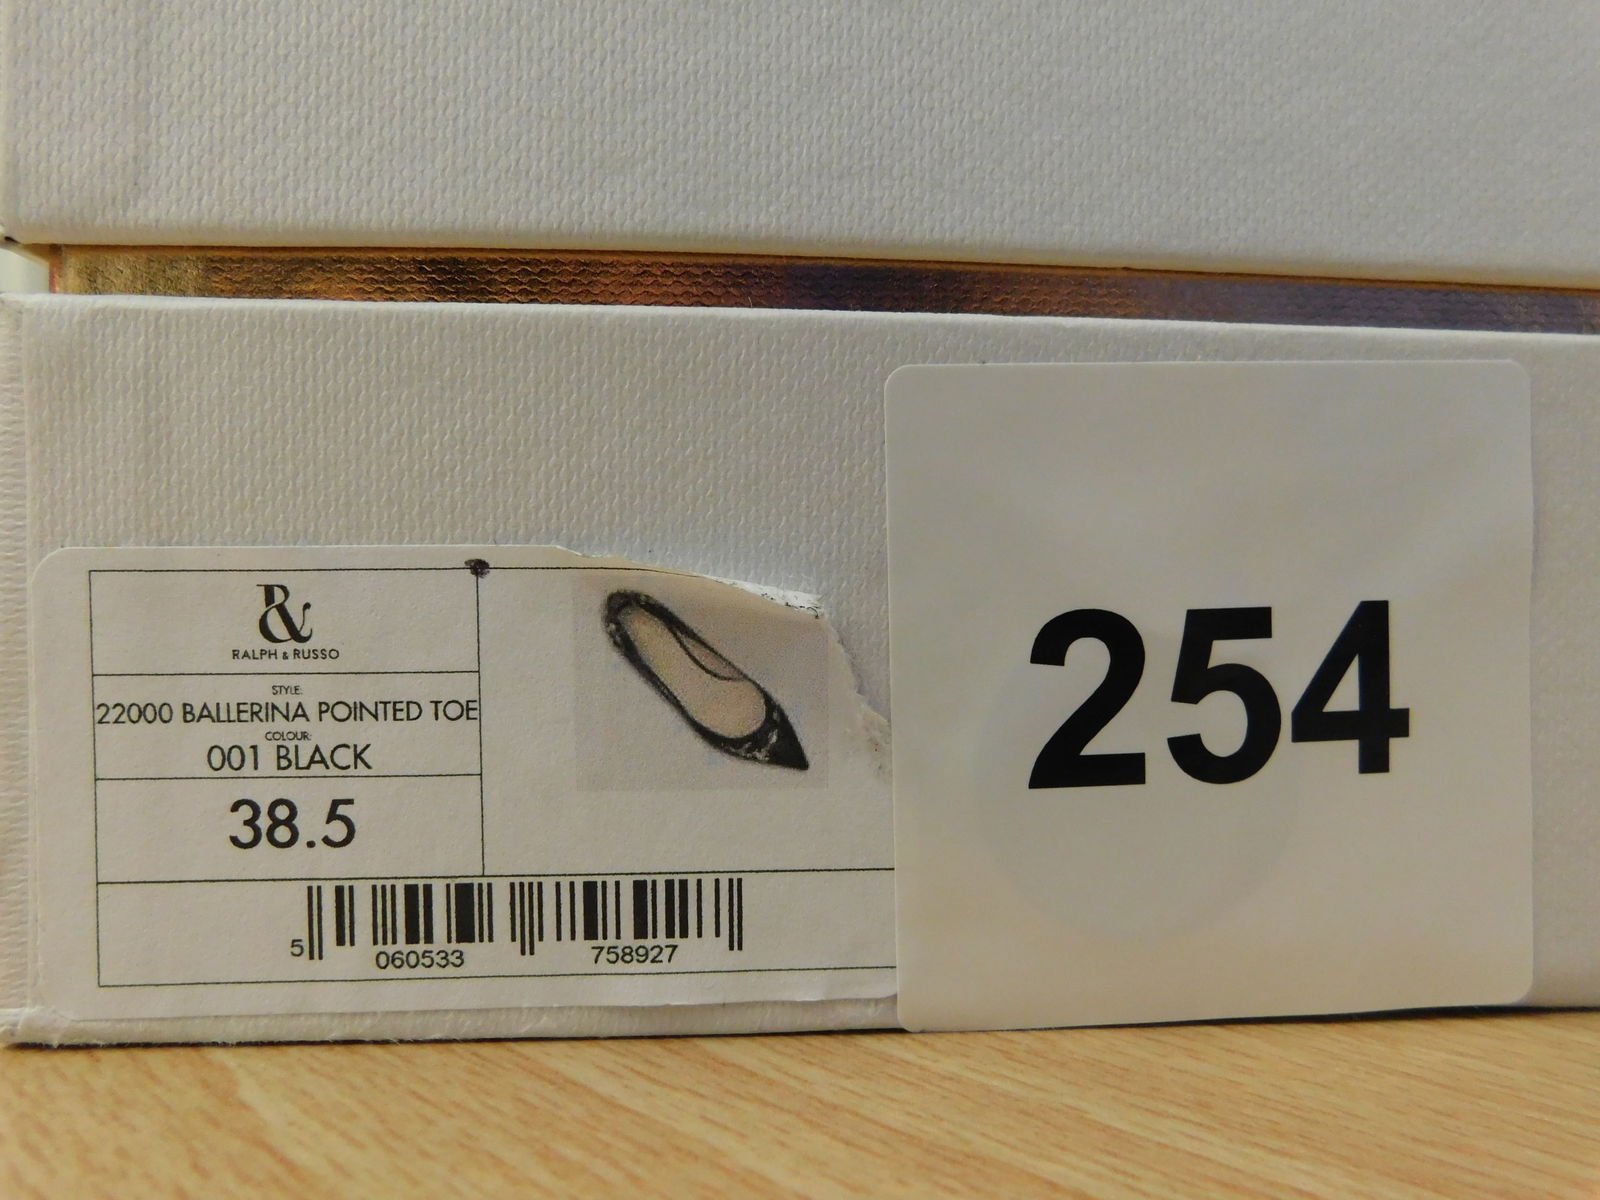 R&
RALPH & RUSSO
STYLE:
22000 BALLERINA POINTED TOE
COLOUR:
001 BLACK
38.5
5 060533 758927
254